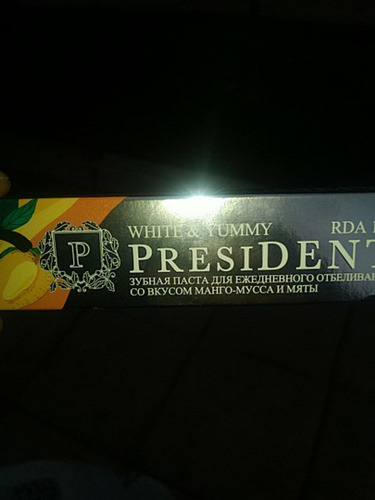 WHITE & YUMMY RDA
P
PRESIDENT
ЗУБНАЯ ПАСТА ДЛЯ ЕЖЕДНЕВНОГО
СО ВКУСОМ МАНГО-МУССА И МЯТЫ